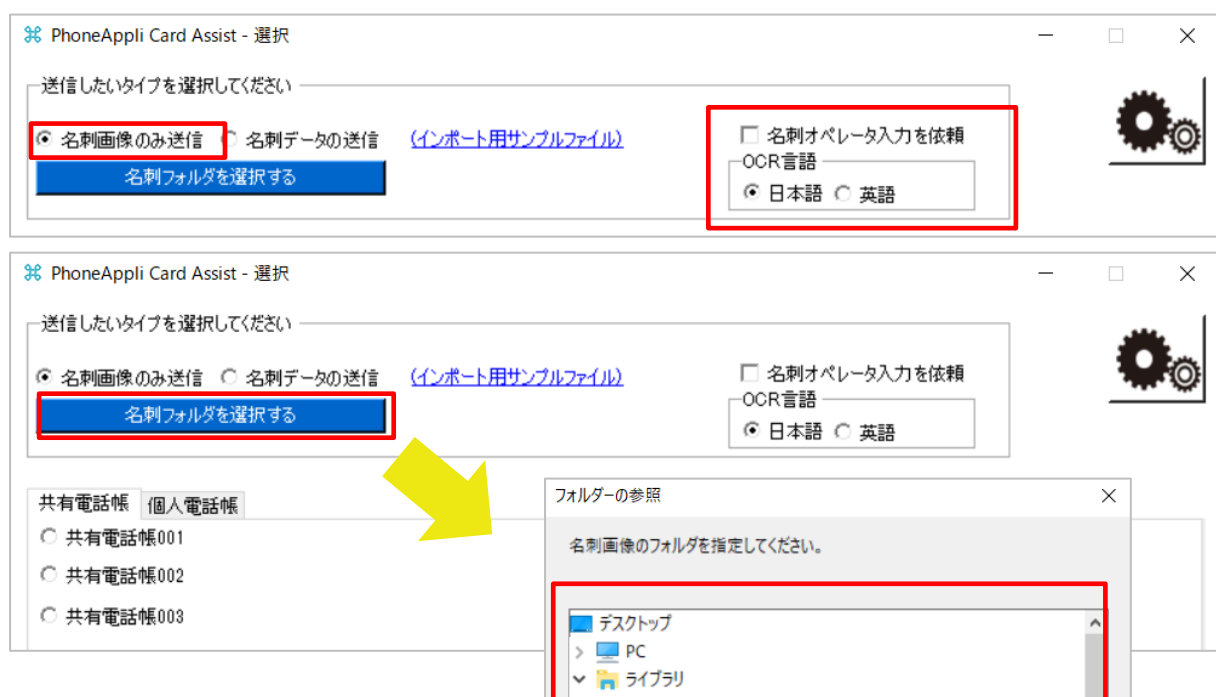 PhoneAppli Card Assist - 選択
送信したいタイプを選択してください
名刺画像のみ送信 名刺データの送信 (インポート用サンプルファイル) 名刺オペレータ入力を依頼
OCR言語
名刺フォルダを選択する
日本語 英語
PhoneAppli Card Assist - 選択
送信したいタイプを選択してください
名刺画像のみ送信 名刺データの送信 (インポート用サンプルファイル) 名刺オペレータ入力を依頼
OCR言語
名刺フォルダを選択する
日本語 英語
共有電話帳 個人電話帳
共有電話帳001
共有電話帳002
共有電話帳003
フォルダーの参照
名刺画像のフォルダを指定してください。
デスクトップ
PC
ライブラリ